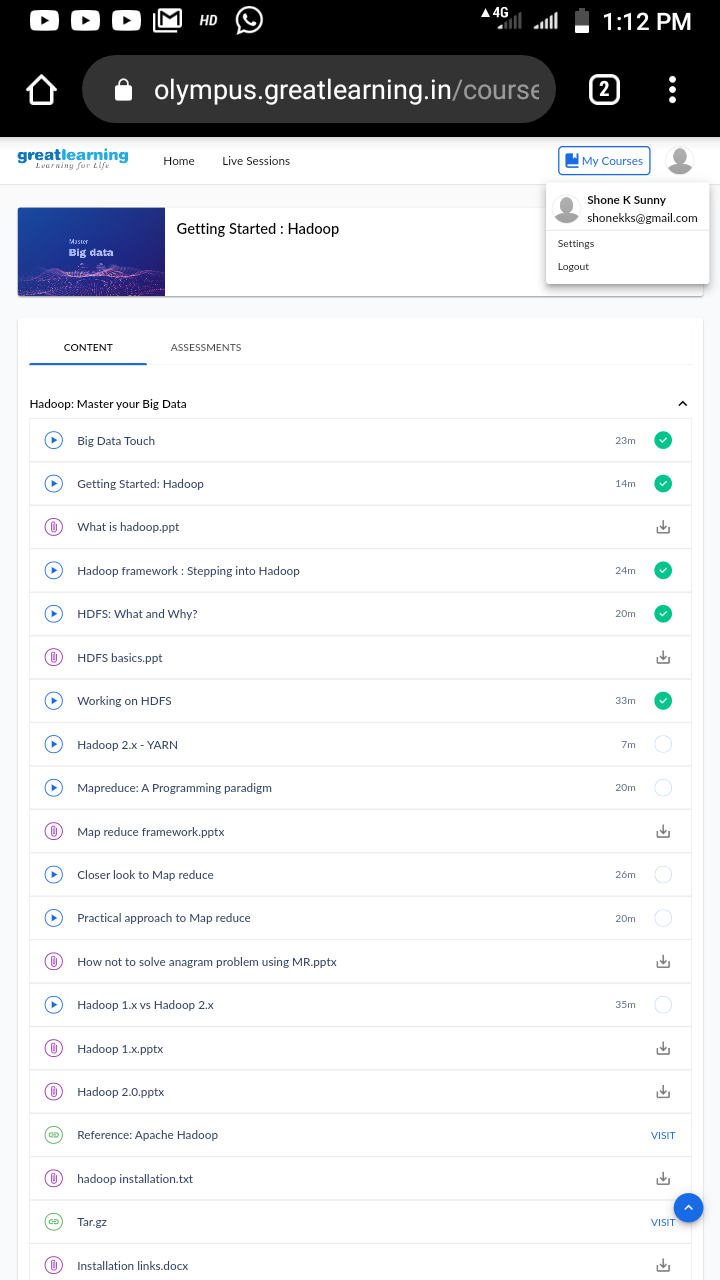 HD
4G
1:12 PM
olympus.greatlearning.in/course
2
greatlearning
Learning for Life
Home
Live Sessions
My Courses
Shone K Sunny
shonekks@gmail.com
Settings
Logout
Master
Big data
Getting Started : Hadoop
CONTENT
ASSESSMENTS
Hadoop: Master your Big Data
Big Data Touch 23m
Getting Started: Hadoop 14m
What is hadoop.ppt
Hadoop framework : Stepping into Hadoop 24m
HDFS: What and Why? 20m
HDFS basics.ppt
Working on HDFS 33m
Hadoop 2.x - YARN 7m
Mapreduce: A Programming paradigm 20m
Map reduce framework.pptx
Closer look to Map reduce 26m
Practical approach to Map reduce 20m
How not to solve anagram problem using MR.pptx
Hadoop 1.x vs Hadoop 2.x 35m
Hadoop 1.x.pptx
Hadoop 2.0.pptx
Reference: Apache Hadoop VISIT
hadoop installation.txt
Tar.gz VISIT
Installation links.docx